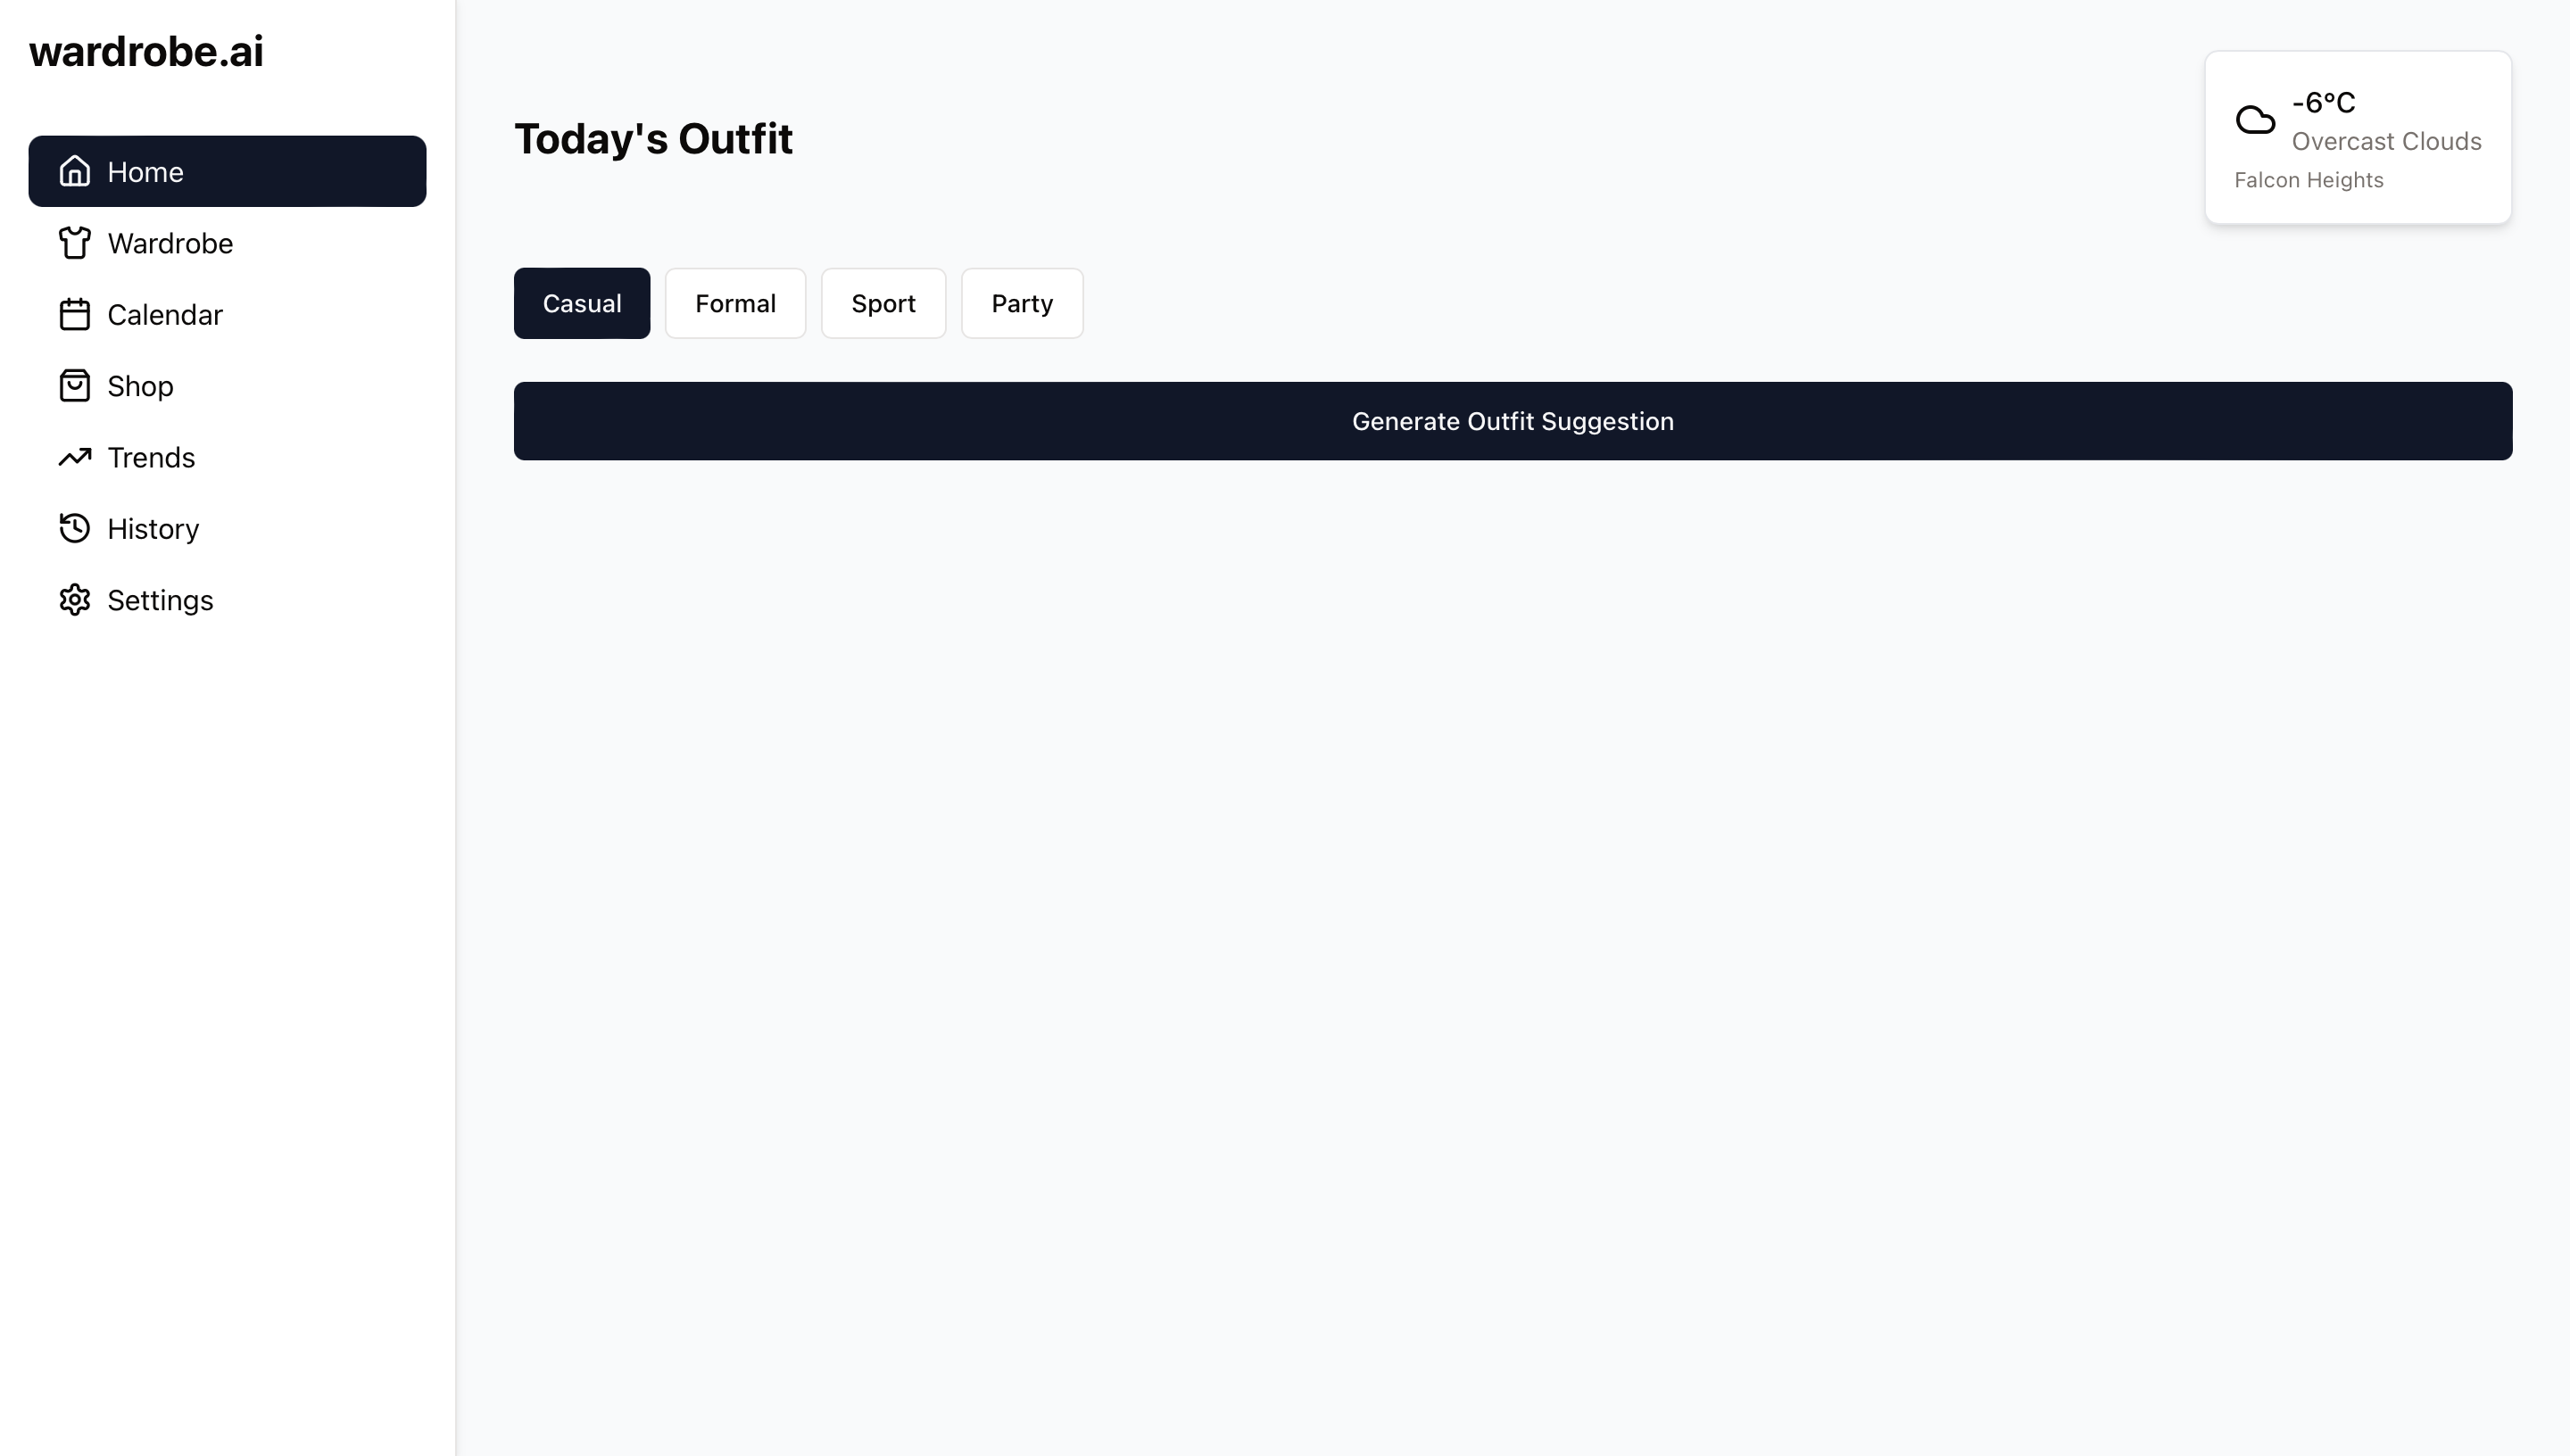 wardrobe.ai
Home
Wardrobe
Calendar
Shop
Trends
History
Settings
Today's Outfit
-6°C
Overcast Clouds
Falcon Heights
Casual
Formal
Sport
Party
Generate Outfit Suggestion